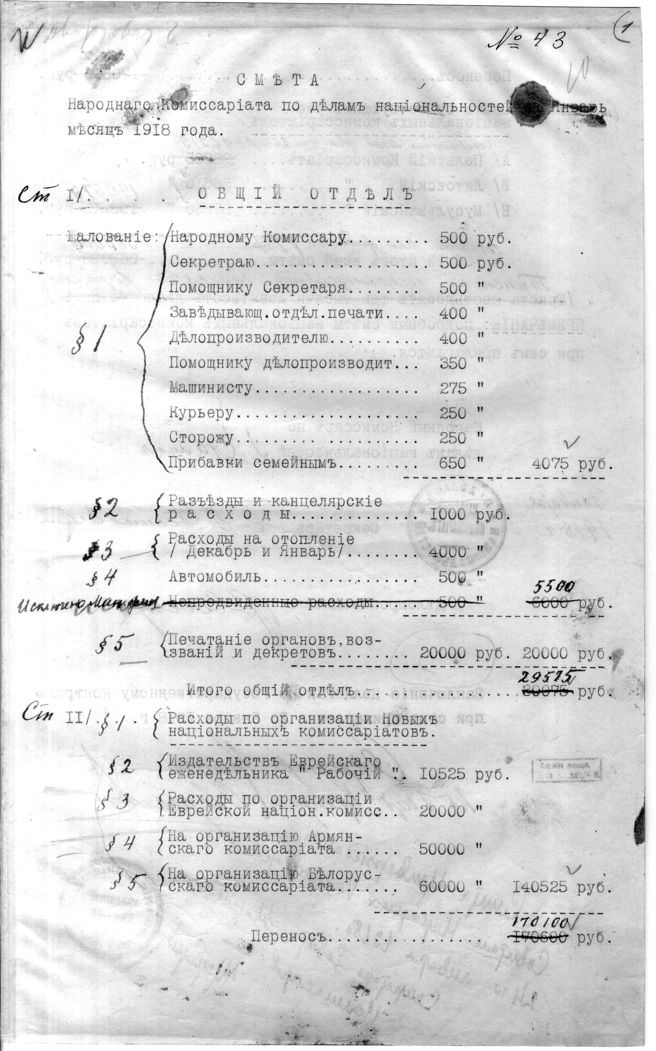 № 43
1
СМѢТА
Народнаго Комиссаріата по дѣламъ національностей на Январь
мѣсяцъ 1918 года.
Ст I/. . . ОБЩІЙ ОТДѢЛЪ
Жалованіе: Народному Комиссару......... 500 руб.
Секретраю.................. 500 руб.
Помощнику Секретаря........ 500 "
Завѣдывающ.отдѣл.печати.... 400 "
§ 1 Дѣлопроизводителю.......... 400 "
Помощнику дѣлопроизводит... 350 "
Машинисту.................. 275 "
Курьеру.................... 250 "
Сторожу.................... 250 "
Прибавки семейнымъ......... 650 " 4075 руб.
§2 Разъѣзды и канцелярскіе
расходы.............. 1000 руб.
§3 Расходы на отопленіе
/ Декабрь и Январь/......... 4000 "
§4 Автомобиль................. 500 "
5500
Непредвиденные расходы..... 500 " 6000 руб.
§5 Печатаніе органовъ,воз-
званій и декретовъ......... 20000 руб. 20000 руб.
29575
Итого общій отдѣлъ.................. 30075 руб.
Ст II/. §1. Расходы по организаціи Новыхъ
національныхъ комиссаріатовъ.
§2 Издательствъ Еврейскаго
еженедѣльника " Рабочій ". 10525 руб.
§3 Расходы по организаціи
Еврейской націон.комисс.. 20000 "
§4 На организацію Армян-
скаго комиссаріата ...... 50000 "
§5 На организацію Бѣлорус-
скаго комиссаріата....... 60000 " 140525 руб.
170100
Переносъ...................... 170600 руб.